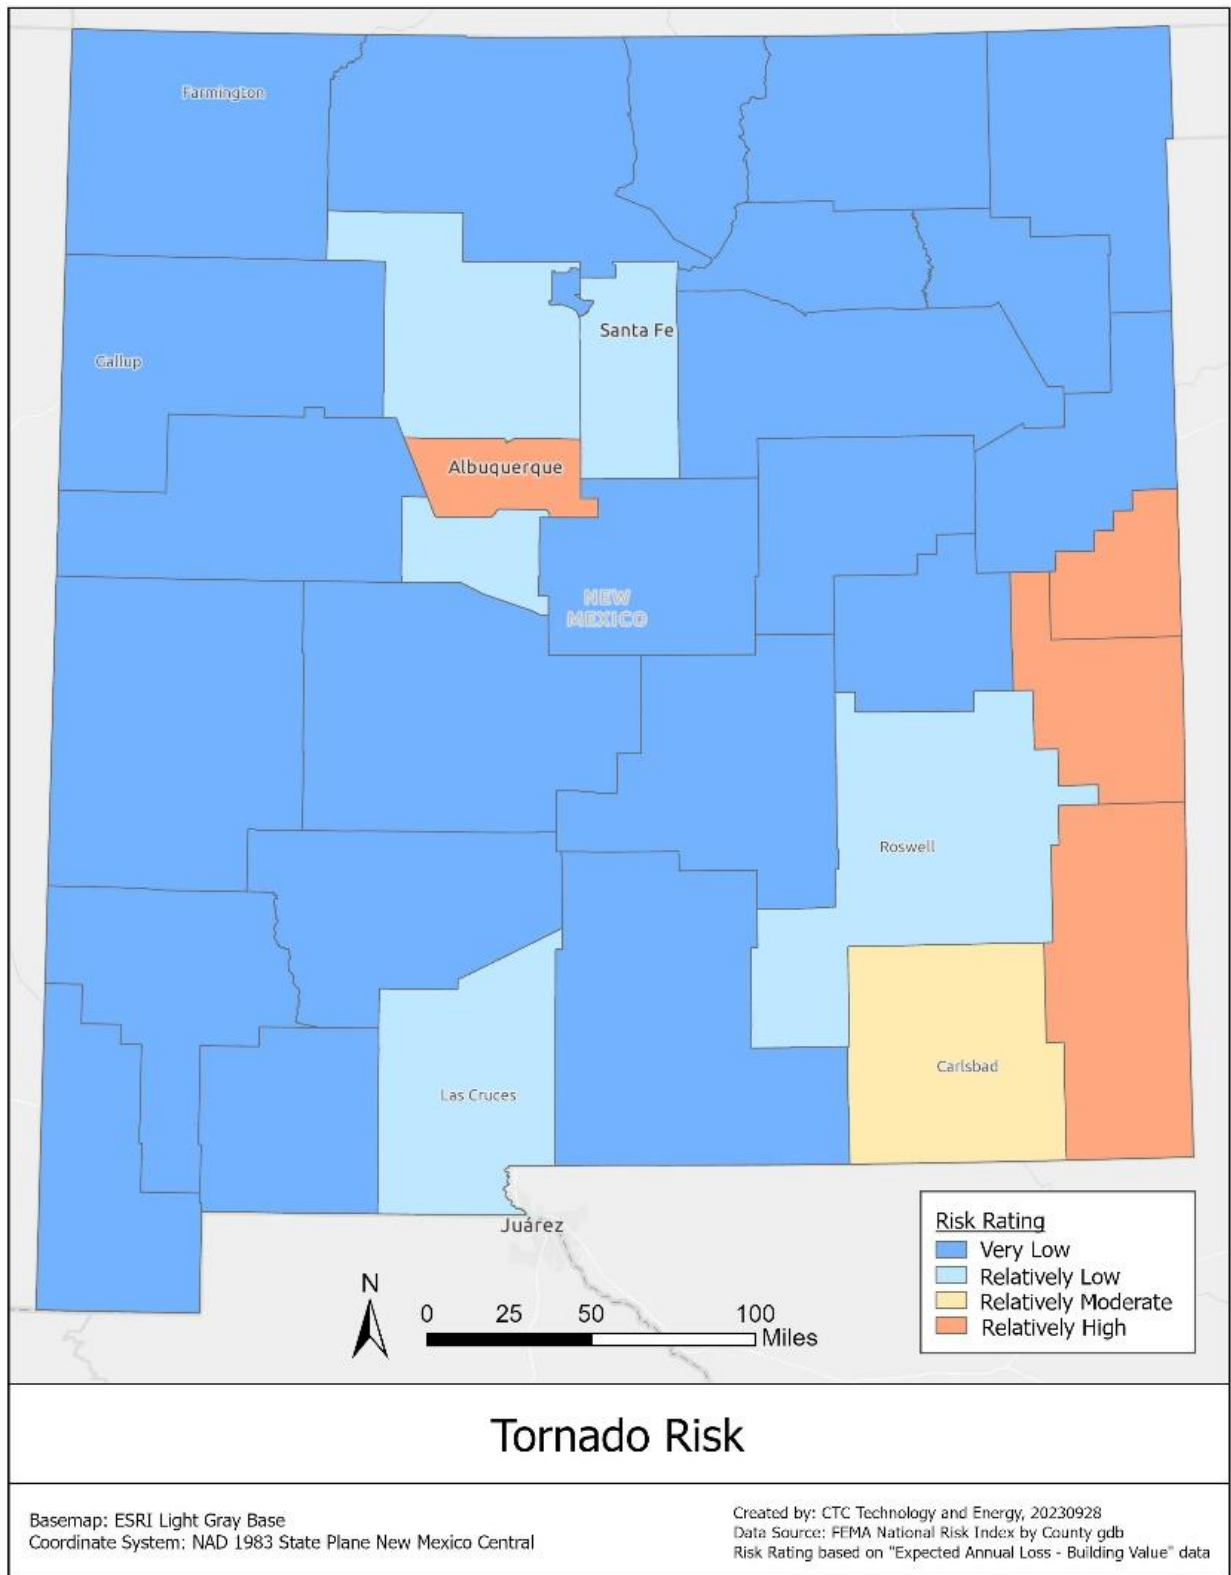 Farmington
Santa Fe
Gallup
Albuquerque
NEW
MEXICO
Roswell
Carlsbad
Las Cruces
Juárez
Risk Rating
Very Low
Relatively Low
Relatively Moderate
Relatively High
N
0 25 50 100
Miles
Tornado Risk
Basemap: ESRI Light Gray Base
Coordinate System: NAD 1983 State Plane New Mexico Central
Created by: CTC Technology and Energy, 20230928
Data Source: FEMA National Risk Index by County gdb
Risk Rating based on "Expected Annual Loss - Building Value" data